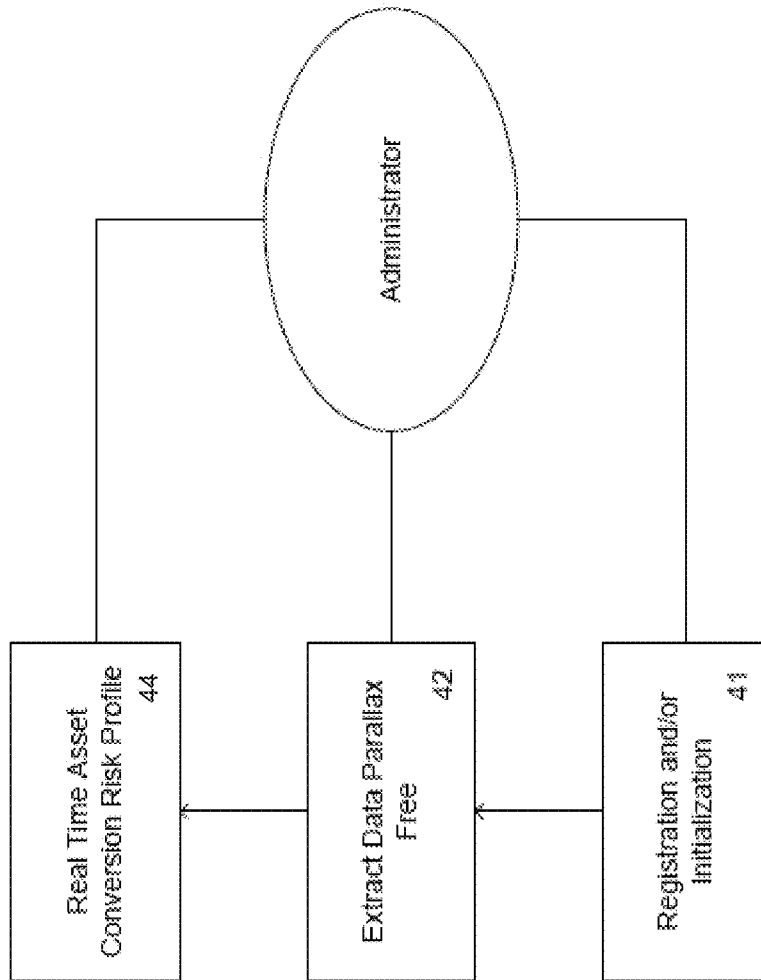 Registration and/or
Initialization
41
Extract Data Parallax
Free
42
Real Time Asset
Conversion Risk Profile
44
Administrator